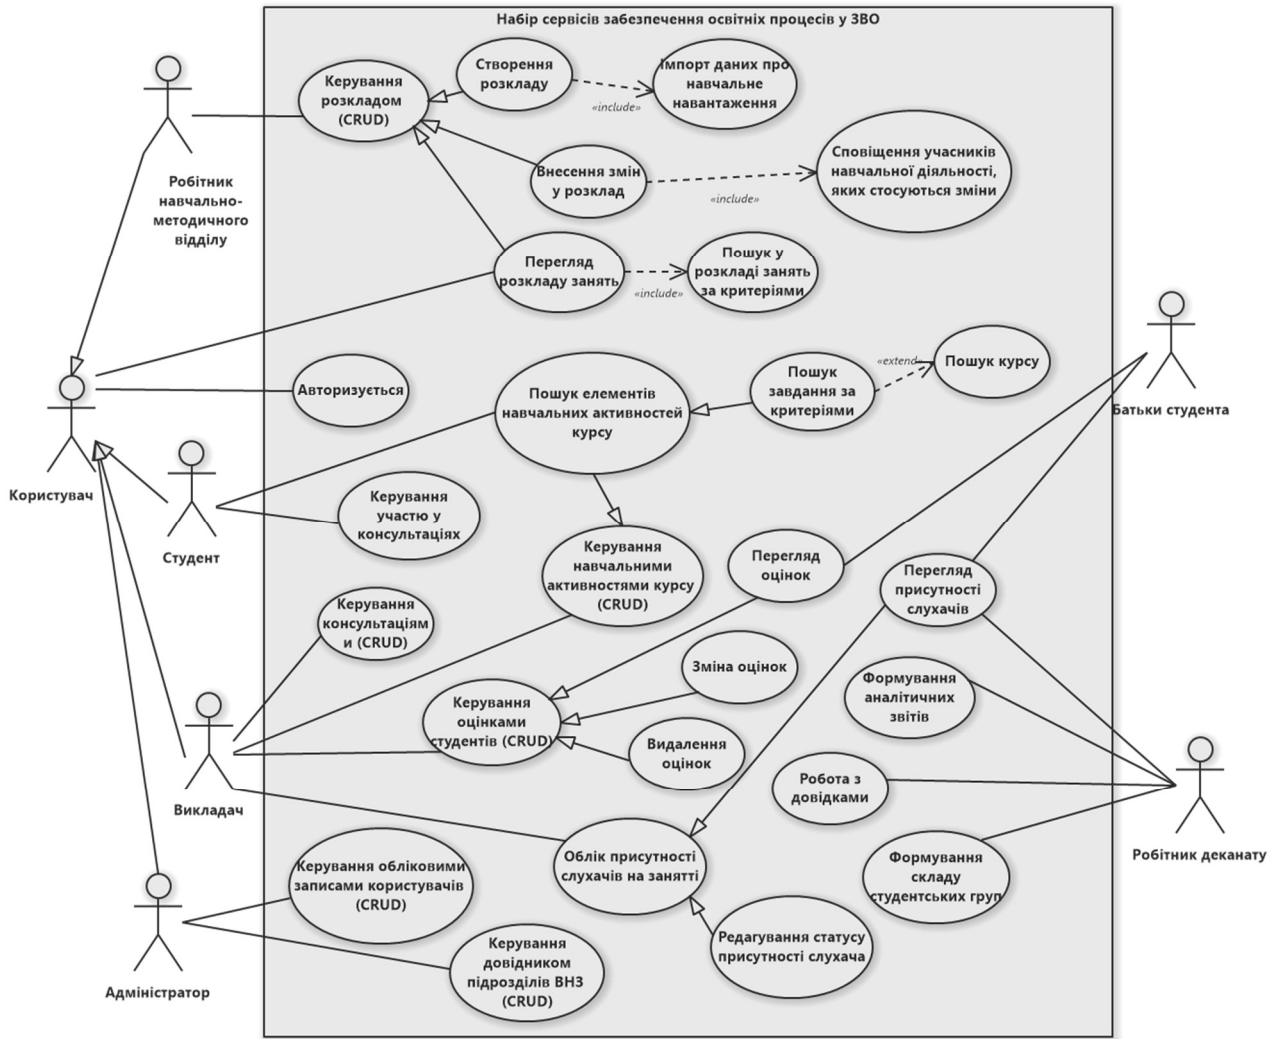 Набір сервісів забезпечення освітніх процесів у ЗВО
Керування
розкладом
(CRUD)
Створення
розкладу
«include»
Імпорт даних про
навчальне
навантаження
Робітник
навчально-
методичного
відділу
Внесення змін
у розклад
«include»
Сповіщення учасників
навчальної діяльності,
яких стосуються зміни
Перегляд
розкладу занять
«include»
Пошук у
розкладі занять
за критеріями
Користувач
Авторизується
Пошук елементів
навчальних активностей
курсу
Пошук
завдання за
критеріями
«extend»
Пошук курсу
Батьки студента
Студент
Керування
участю у
консультаціях
Керування
навчальними
активностями курсу
(CRUD)
Перегляд
оцінок
Перегляд
присутності
слухачів
Керування
консультаціям
и (CRUD)
Зміна оцінок
Формування
аналітичних
звітів
Керування
оцінками
студентів (CRUD)
Видалення
оцінок
Робота з
довідками
Викладач
Робітник деканату
Керування обліковими
записами користувачів
(CRUD)
Облік присутності
слухачів на занятті
Формування
складу
студентських груп
Адміністратор
Керування
довідником
підрозділів ВНЗ
(CRUD)
Редагування статусу
присутності слухача